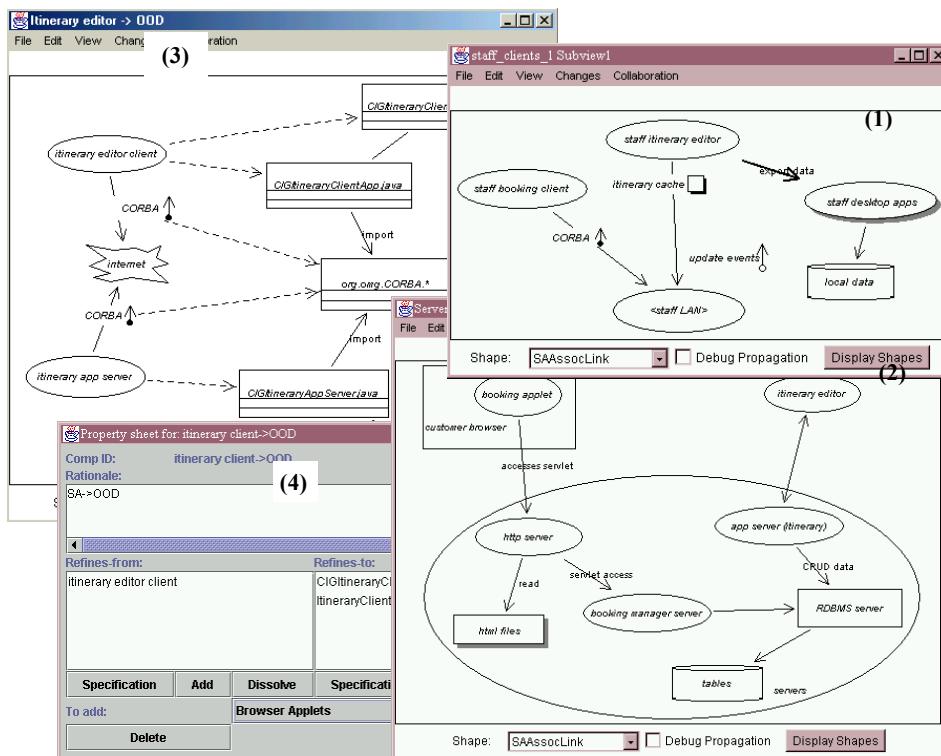 Itinerary editor -> OOD
File Edit View Chang ration
(3)
CIGItineraryClient
itinerary editor client
CIGItineraryClientApp.java
CORBA
import
internet
org.omg.CORBA.*
CORBA
import
itinerary app server
CIGItineraryAppServer.java
staff_clients_1 Subview1
File Edit View Changes Collaboration
(1)
staff itinerary editor
export data
itinerary cache
staff booking client
staff desktop apps
CORBA
update events
local data
<staff LAN>
Shape: SAAssocLink Debug Propagation Display Shapes
(2)
Server
File Edit
booking applet
itinerary editor
customer browser
accesses servlet
http server
app server (itinerary)
servlet access
CRUD data
read
booking manager server
RDBMS server
html files
tables
servers
Shape: SAAssocLink Debug Propagation Display Shapes
Property sheet for: itinerary client->OOD
Comp ID: itinerary client->OOD
(4)
Rationale:
SA->OOD
Refines-from: Refines-to:
itinerary editor client CIGItineraryCl
ItineraryClient
Specification Add Dissolve Specificati
To add: Browser Applets
Delete